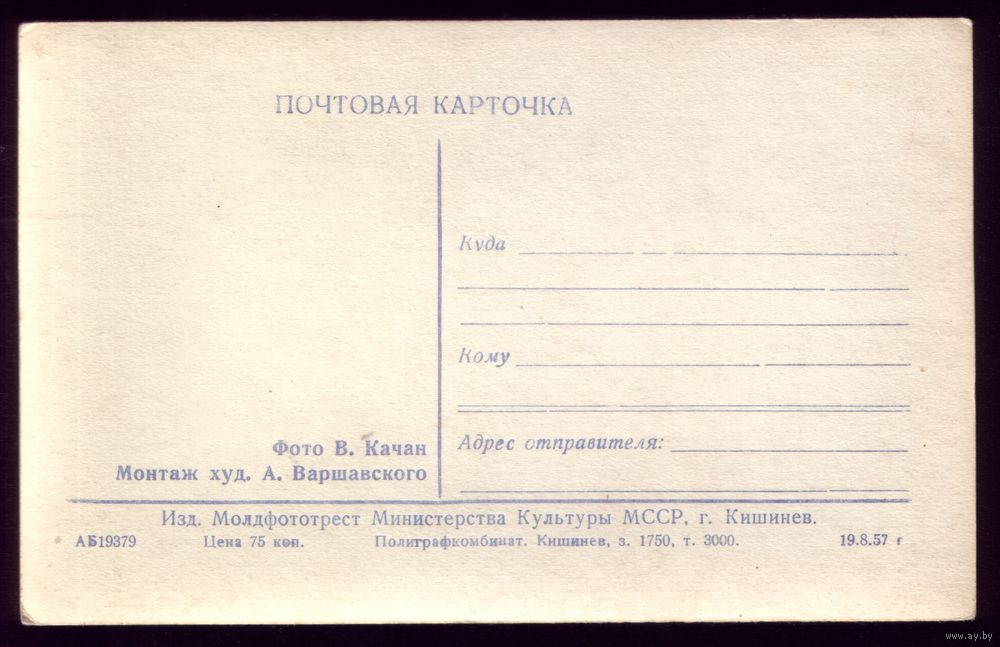 ПОЧТОВАЯ КАРТОЧКА
Куда
Кому
Адрес отправителя:
Фото В. Качан
Монтаж худ. А. Варшавского
Изд. Молдфототрест Министерства Культуры МССР, г. Кишинев.
АБ19379 Цена 75 коп. Полиграфкомбинат. Кишинев, з. 1750, т. 3000. 19.8.57 г
www.ay.by